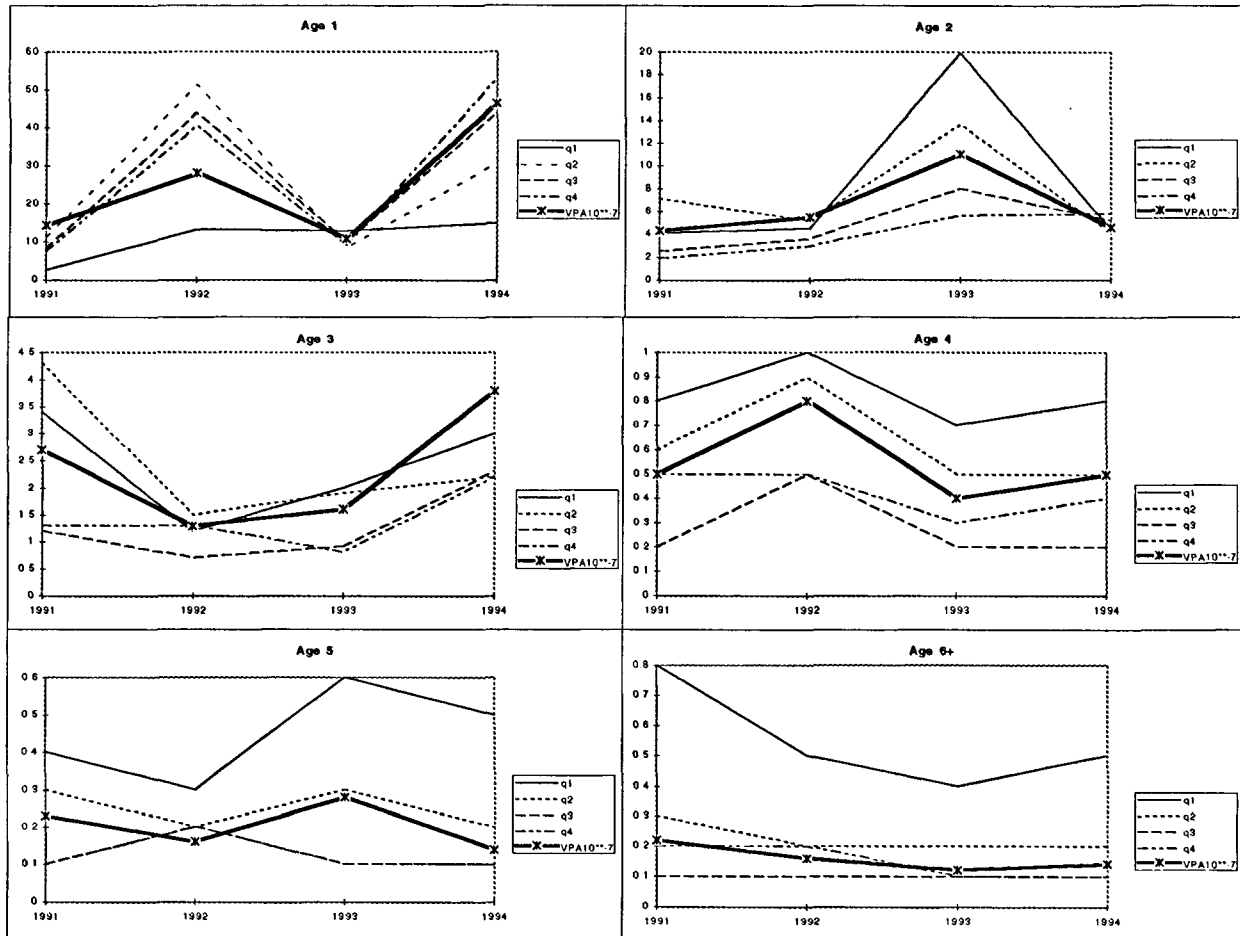 Age 1
60
50
40
30
20
10
0
1991 1992 1993 1994
q1
q2
q3
q4
VPA10**-7
Age 2
20
18
16
14
12
10
8
6
4
2
0
1991 1992 1993 1994
q1
q2
q3
q4
VPA10**-7
Age 3
4 5
4
3 5
3
2 5
2
1 5
1
0 5
0
1991 1992 1993 1994
q1
q2
q3
q4
VPA10**-7
Age 4
1
0 9
0 8
0 7
0 6
0 5
0 4
0 3
0 2
0 1
0
1991 1992 1993 1994
q1
q2
q3
q4
VPA10**-7
Age 5
0 6
0 5
0 4
0 3
0 2
0 1
0
1991 1992 1993 1994
q1
q2
q3
q4
VPA10**-7
Age 6+
0 8
0 7
0 6
0 5
0 4
0 3
0 2
0 1
0
1991 1992 1993 1994
q1
q2
q3
q4
VPA10**-7